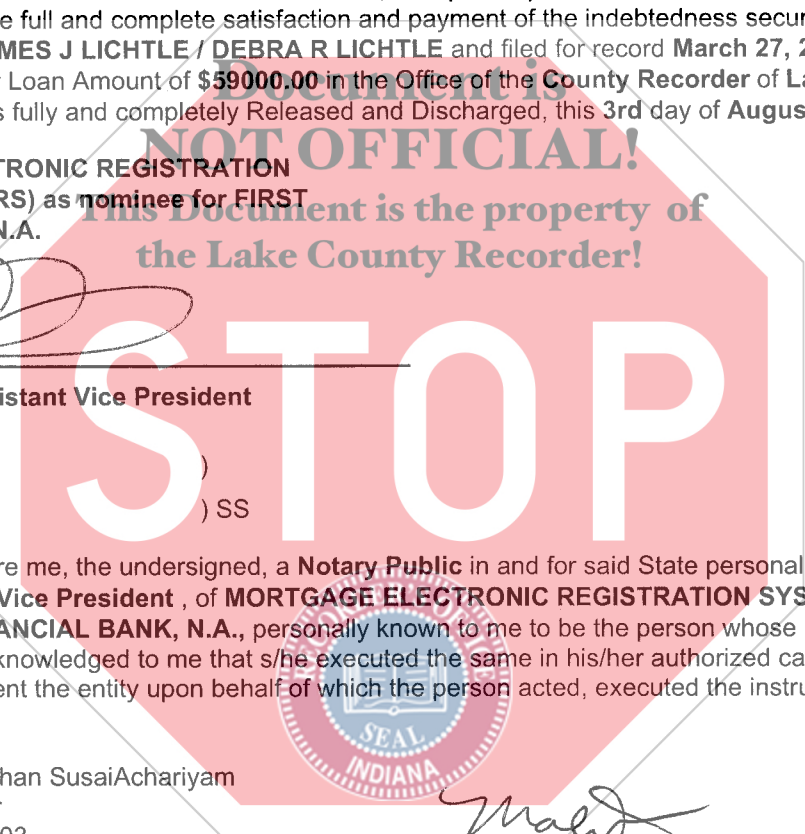 e full and complete satisfaction and payment of the indebtedness secur
MES J LICHTLE / DEBRA R LICHTLE and filed for record March 27, 2
Loan Amount of $59000.00 in the Office of the County Recorder of La
s fully and completely Released and Discharged, this 3rd day of Augus
Document is
NOT OFFICIAL!
This Document is the property of
the Lake County Recorder!
TRONIC REGISTRATION
RS) as nominee for FIRST
N.A.
STOP
istant Vice President
)
) SS
re me, the undersigned, a Notary Public in and for said State personal
Vice President , of MORTGAGE ELECTRONIC REGISTRATION SYS
ANCIAL BANK, N.A., personally known to me to be the person whose
knowledged to me that s/he executed the same in his/her authorized ca
ent the entity upon behalf of which the person acted, executed the instru
SEAL
INDIANA
han SusaiAchariyam